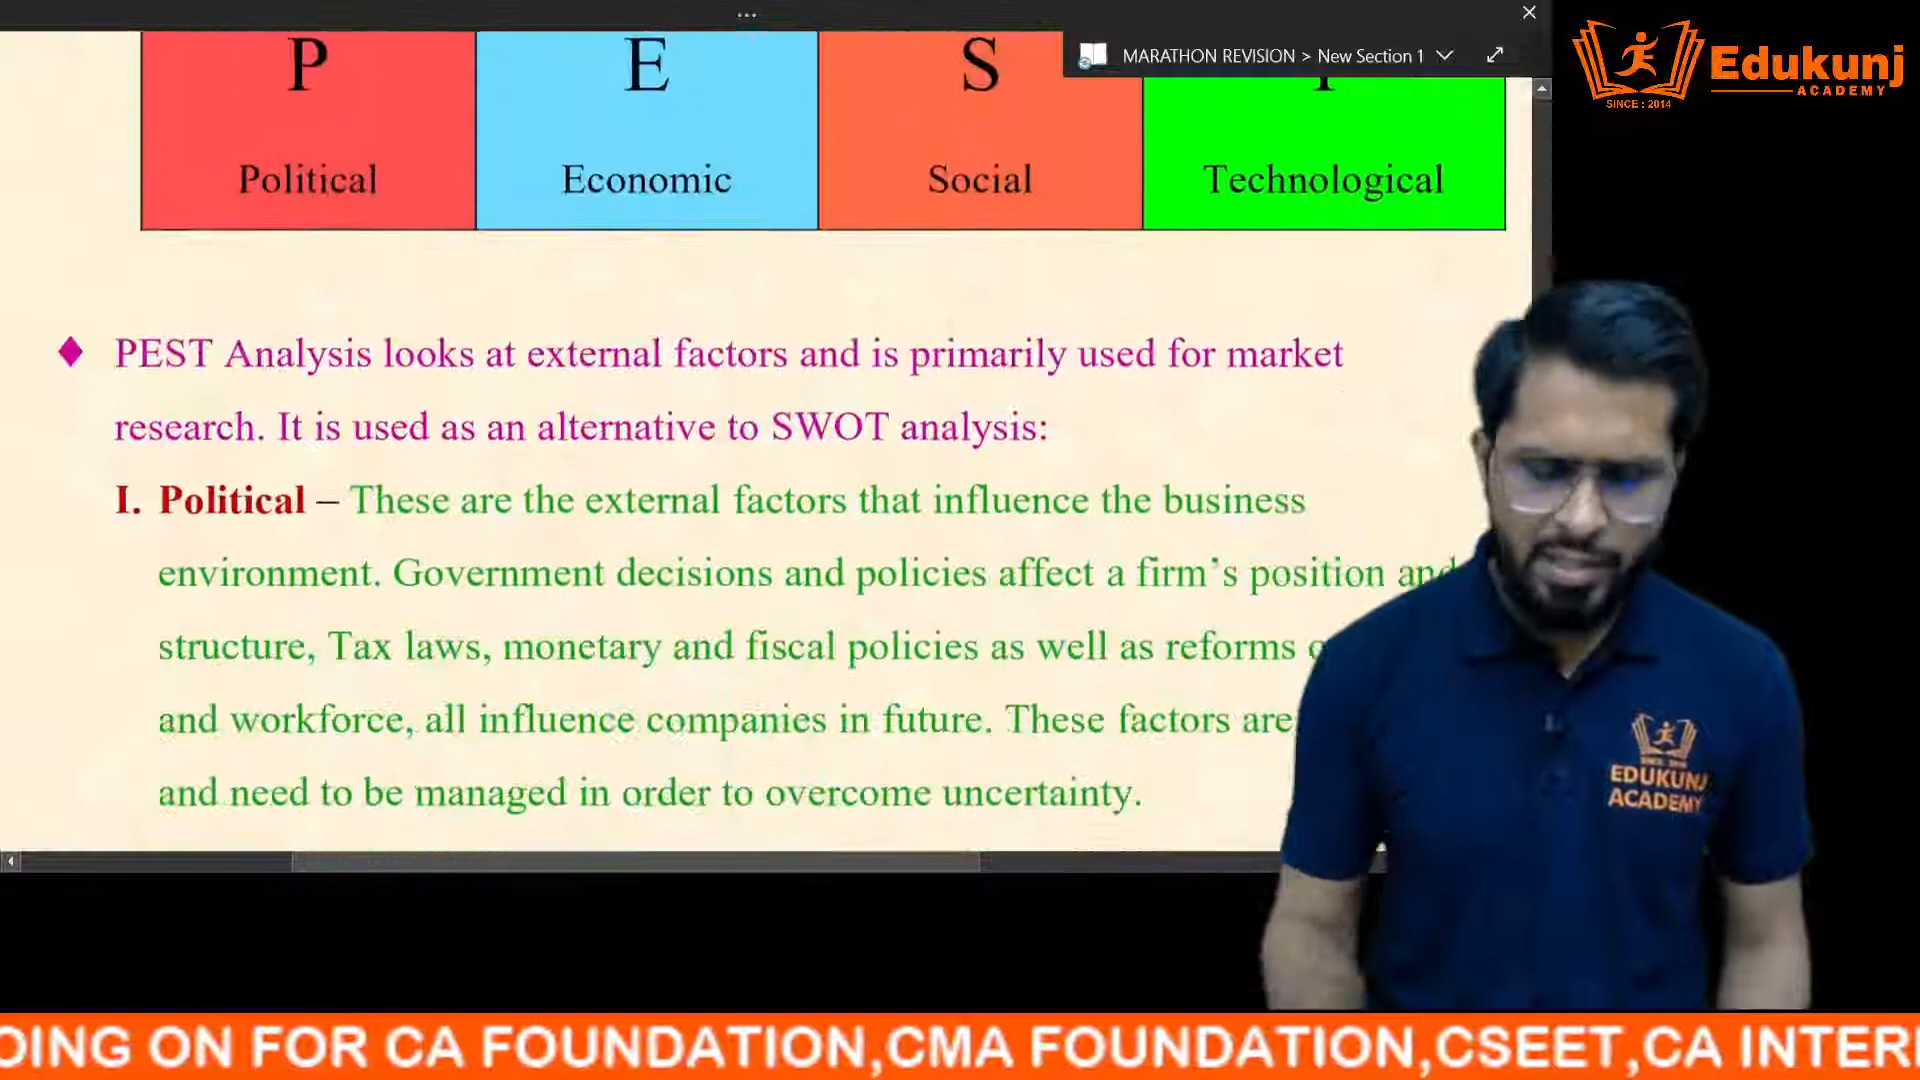 ...
MARATHON REVISION > New Section 1
Edukunj
ACADEMY
SINCE : 2014
P E S
Political Economic Social Technological
PEST Analysis looks at external factors and is primarily used for market
research. It is used as an alternative to SWOT analysis:
I. Political – These are the external factors that influence the business
environment. Government decisions and policies affect a firm's position and
structure, Tax laws, monetary and fiscal policies as well as reforms
and workforce, all influence companies in future. These factors are
and need to be managed in order to overcome uncertainty.
EDUKUNJ
ACADEMY
OING ON FOR CA FOUNDATION,CMA FOUNDATION,CSEET,CA INTER